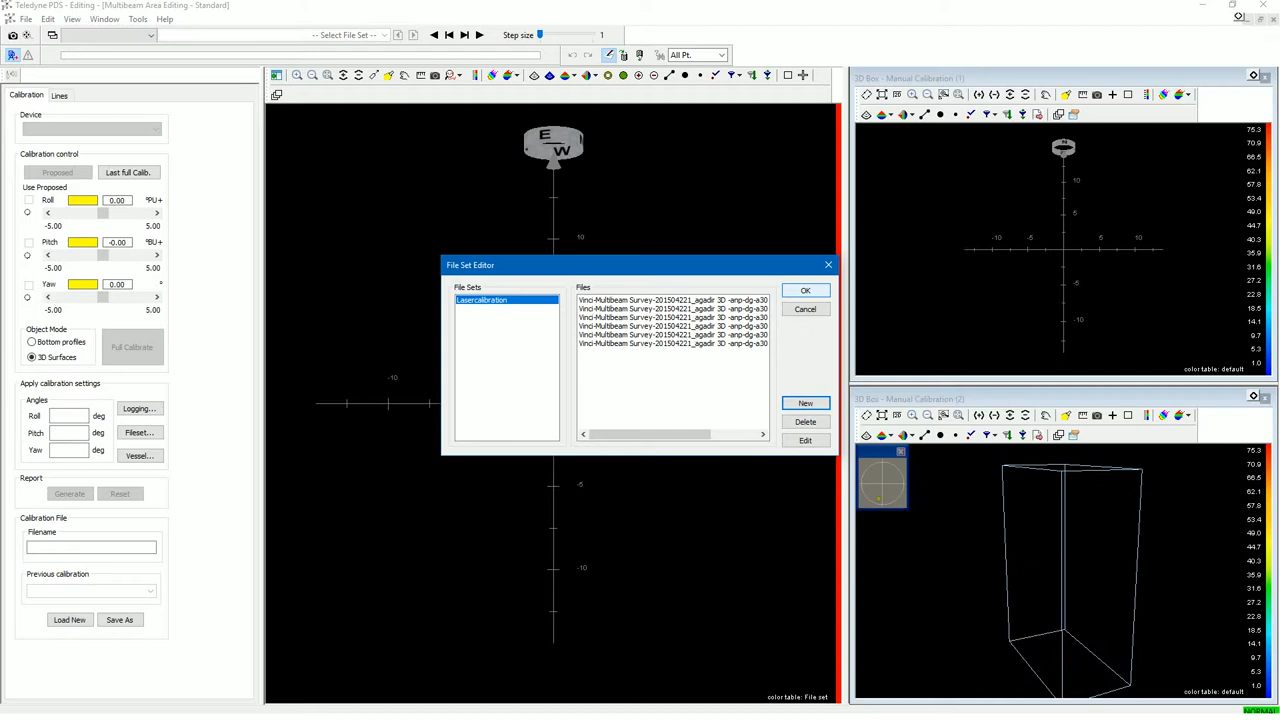 Teledyne PDS - Editing - [Multibeam Area Editing - Standard]
File Edit View Window Tools Help
-- Select File Set -- Step size 1
All Pt.
Calibration Lines
Device
Calibration control
Proposed Last full Calib.
Use Proposed
Roll 0.00 °PU+
-5.00 5.00
Pitch -0.00 °BU+
-5.00 5.00
Yaw 0.00 °
-5.00 5.00
Object Mode
Bottom profiles
3D Surfaces
Full Calibrate
Apply calibration settings
Angles
Roll deg
Pitch deg
Yaw deg
Logging...
Fileset...
Vessel...
Report
Generate Reset
Calibration File
Filename
Previous calibration
Load New Save As
E
W
10
-10
-5
-10
color table: File set
File Set Editor
File Sets
Lasercalibration
Files
Vinci-Multibeam Survey-201504221_agadir 3D -anp-dg-a30
Vinci-Multibeam Survey-201504221_agadir 3D -anp-dg-a30
Vinci-Multibeam Survey-201504221_agadir 3D -anp-dg-a30
Vinci-Multibeam Survey-201504221_agadir 3D -anp-dg-a30
Vinci-Multibeam Survey-201504221_agadir 3D -anp-dg-a30
Vinci-Multibeam Survey-201504221_agadir 3D -anp-dg-a30
OK
Cancel
New
Delete
Edit
3D Box - Manual Calibration (1)
N
10
5
-10 -5 5 10
-5
-10
75.3
70.9
66.5
62.1
57.8
53.4
49.0
44.6
40.3
35.9
31.6
27.2
22.8
18.5
14.1
9.7
5.3
1.0
color table: default
3D Box - Manual Calibration (2)
75.3
70.9
66.5
62.1
57.8
53.4
49.0
44.6
40.3
35.9
31.6
27.2
22.8
18.5
14.1
9.7
5.3
1.0
color table: default
NORMAL